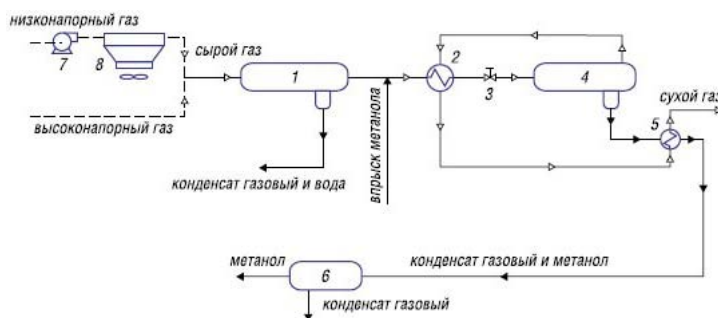 низконапорный газ
7
8
сырой газ
высоконапорный газ
1
конденсат газовый и вода
впрыск метанола
2
3
4
5
сухой газ
метанол
6
конденсат газовый и метанол
конденсат газовый